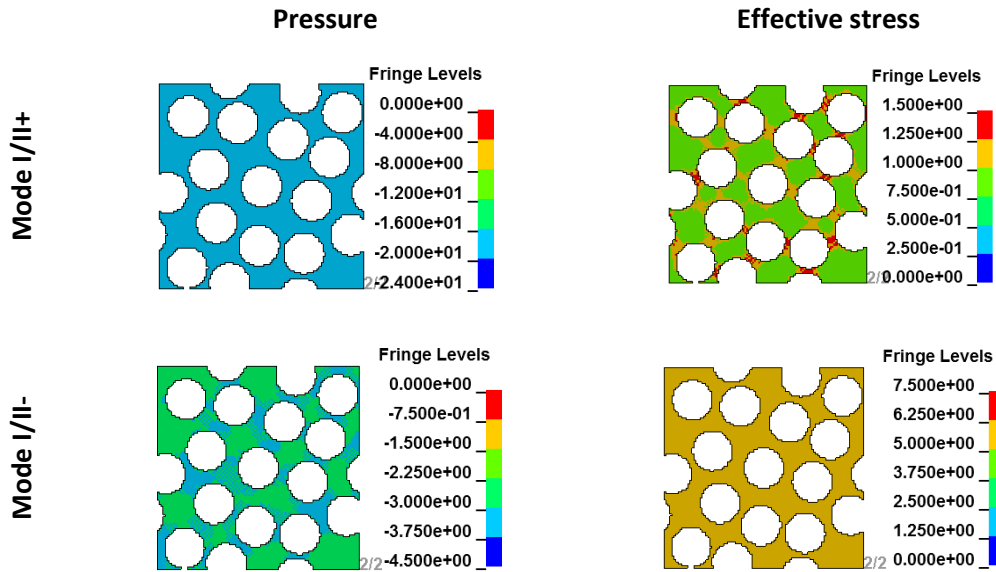 Pressure
Effective stress
Mode I/II+
Fringe Levels
0.000e+00
-4.000e+00
-8.000e+00
-1.200e+01
-1.600e+01
-2.000e+01
-2.400e+01
2/2
Fringe Levels
1.500e+00
1.250e+00
1.000e+00
7.500e-01
5.000e-01
2.500e-01
0.000e+00
2/2
Mode I/II-
Fringe Levels
0.000e+00
-7.500e-01
-1.500e+00
-2.250e+00
-3.000e+00
-3.750e+00
-4.500e+00
2/2
Fringe Levels
7.500e+00
6.250e+00
5.000e+00
3.750e+00
2.500e+00
1.250e+00
0.000e+00
2/2